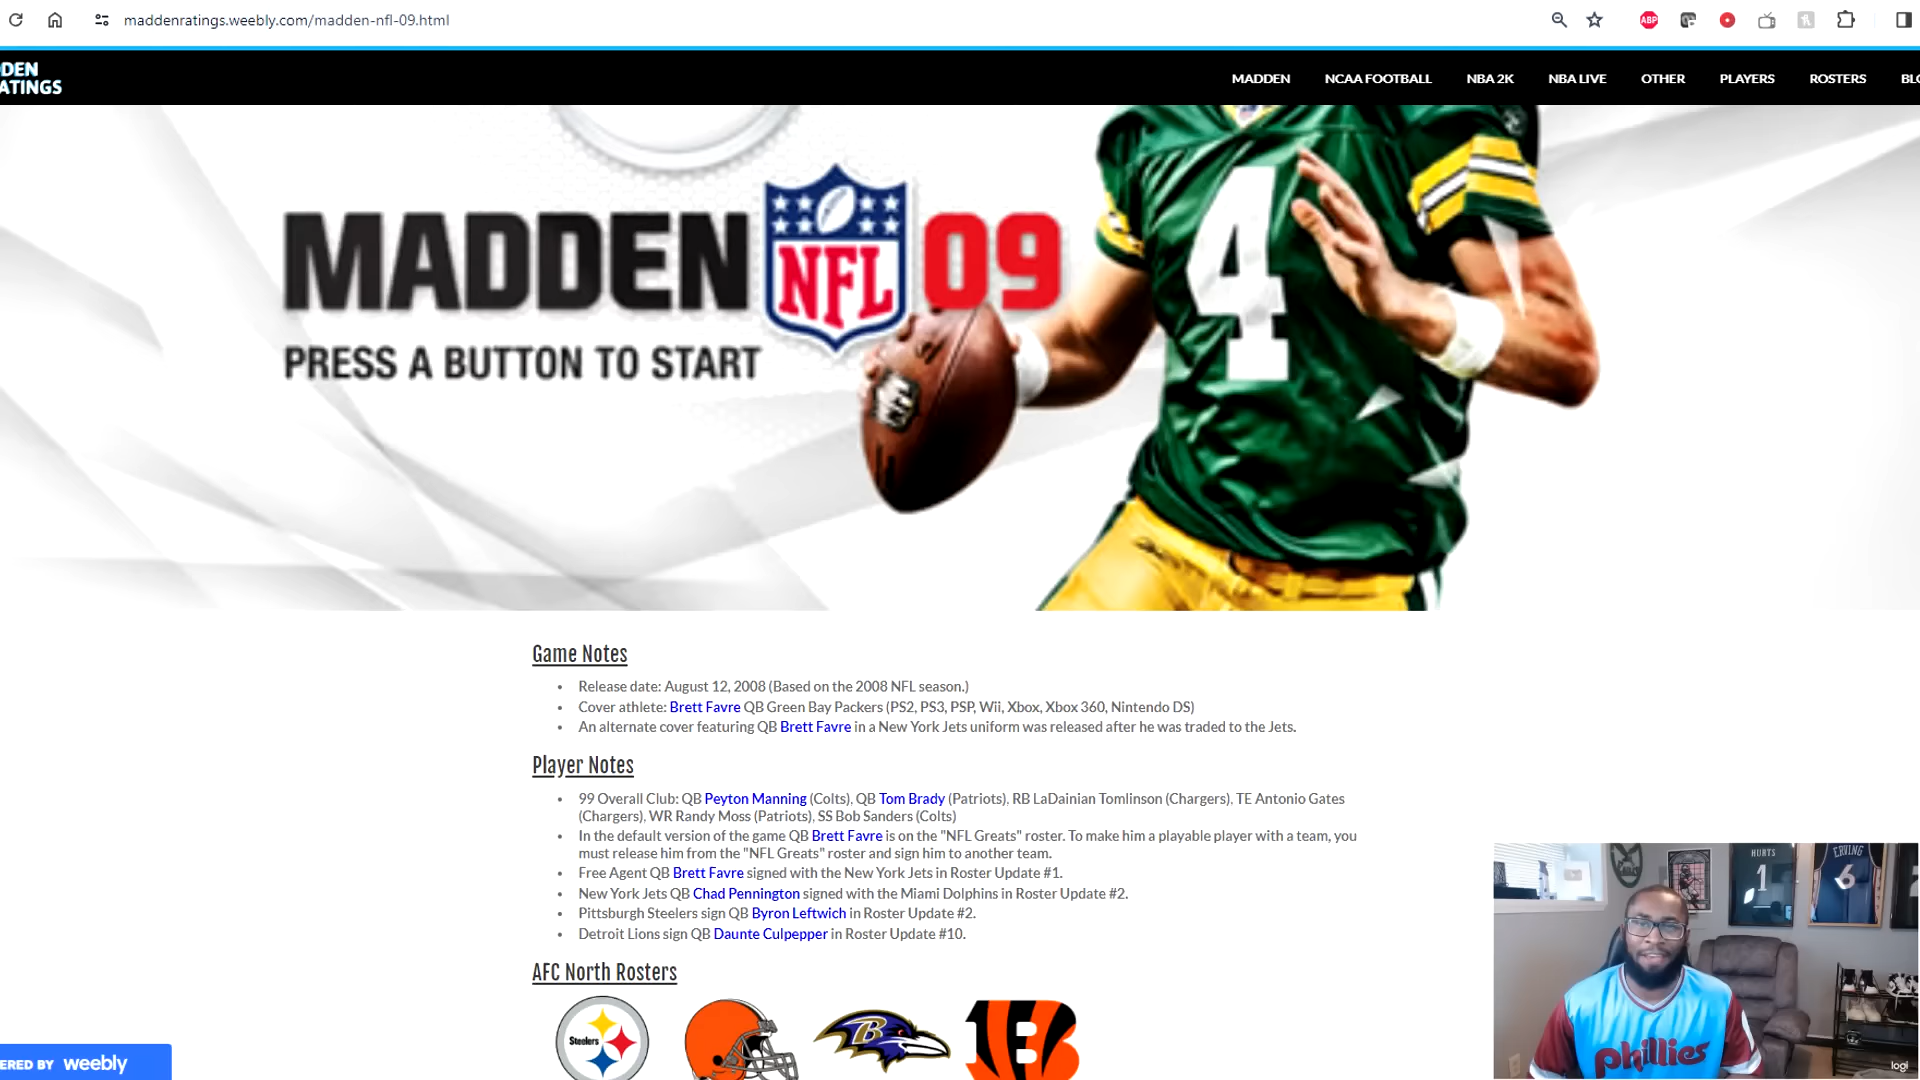 maddenratings.weebly.com/madden-nfl-09.html
ABP
DEN
ATINGS
MADDEN NCAA FOOTBALL NBA 2K NBA LIVE OTHER PLAYERS ROSTERS BLO
MADDEN NFL 09
4
PRESS A BUTTON TO START
Game Notes
• Release date: August 12, 2008 (Based on the 2008 NFL season.)
• Cover athlete: Brett Favre QB Green Bay Packers (PS2, PS3, PSP, Wii, Xbox, Xbox 360, Nintendo DS)
• An alternate cover featuring QB Brett Favre in a New York Jets uniform was released after he was traded to the Jets.
Player Notes
• 99 Overall Club: QB Peyton Manning (Colts), QB Tom Brady (Patriots), RB LaDainian Tomlinson (Chargers), TE Antonio Gates
(Chargers), WR Randy Moss (Patriots), SS Bob Sanders (Colts)
• In the default version of the game QB Brett Favre is on the "NFL Greats" roster. To make him a playable player with a team, you
must release him from the "NFL Greats" roster and sign him to another team.
• Free Agent QB Brett Favre signed with the New York Jets in Roster Update #1.
• New York Jets QB Chad Pennington signed with the Miami Dolphins in Roster Update #2.
• Pittsburgh Steelers sign QB Byron Leftwich in Roster Update #2.
• Detroit Lions sign QB Daunte Culpepper in Roster Update #10.
AFC North Rosters
Steelers
B
B
ERED BY weebly
HURTS
1
ERVING
6
phillies
logi